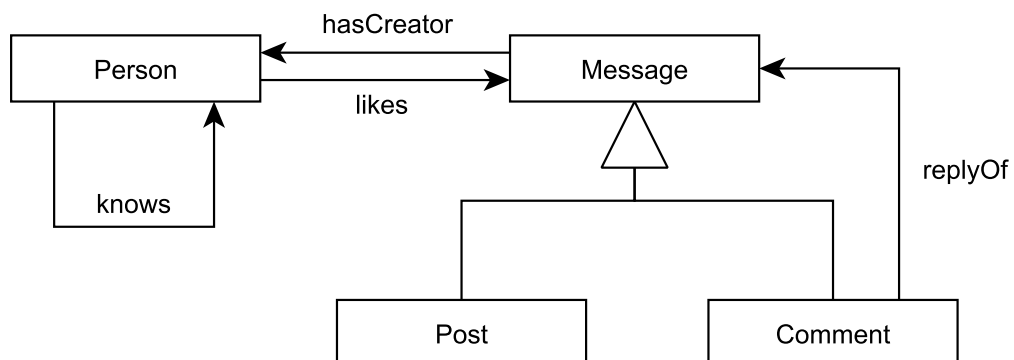 hasCreator
Person
Message
likes
replyOf
knows
Post
Comment